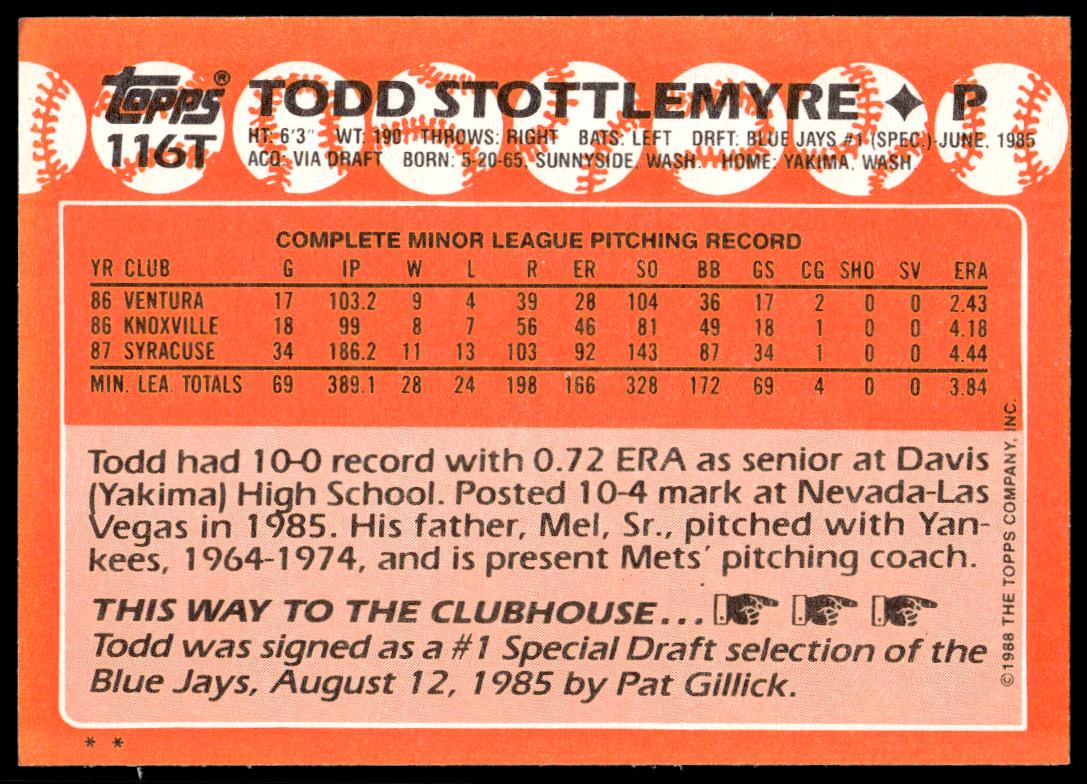 topps® TODD STOTTLEMYRE ✦ P
116T
HT: 6'3" WT: 190 THROWS: RIGHT BATS: LEFT DRFT: BLUE JAYS #1 (SPEC.)-JUNE, 1985
ACQ: VIA DRAFT BORN: 5-20-65, SUNNYSIDE, WASH. HOME: YAKIMA, WASH
COMPLETE MINOR LEAGUE PITCHING RECORD
YR CLUB G IP W L R ER SO BB GS CG SHO SV ERA
86 VENTURA 17 103.2 9 4 39 28 104 36 17 2 0 0 2.43
86 KNOXVILLE 18 99 8 7 56 46 81 49 18 1 0 0 4.18
87 SYRACUSE 34 186.2 11 13 103 92 143 87 34 1 0 0 4.44
MIN. LEA. TOTALS 69 389.1 28 24 198 166 328 172 69 4 0 0 3.84
Todd had 10-0 record with 0.72 ERA as senior at Davis
(Yakima) High School. Posted 10-4 mark at Nevada-Las
Vegas in 1985. His father, Mel, Sr., pitched with Yan-
kees, 1964-1974, and is present Mets' pitching coach.
THIS WAY TO THE CLUBHOUSE...
Todd was signed as a #1 Special Draft selection of the
Blue Jays, August 12, 1985 by Pat Gillick.
©1988 THE TOPPS COMPANY, INC.
* *